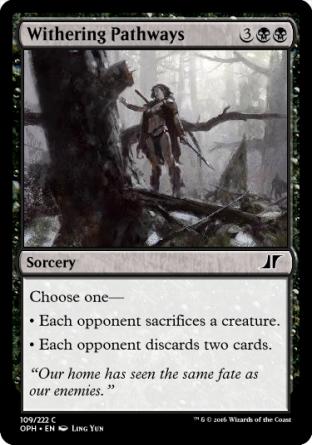 Withering Pathways 3
Sorcery
Choose one—
• Each opponent sacrifices a creature.
• Each opponent discards two cards.
“Our home has seen the same fate as
our enemies.”
109/222 C
™ & © 2016 Wizards of the Coast
OPH • EN Ling Yun